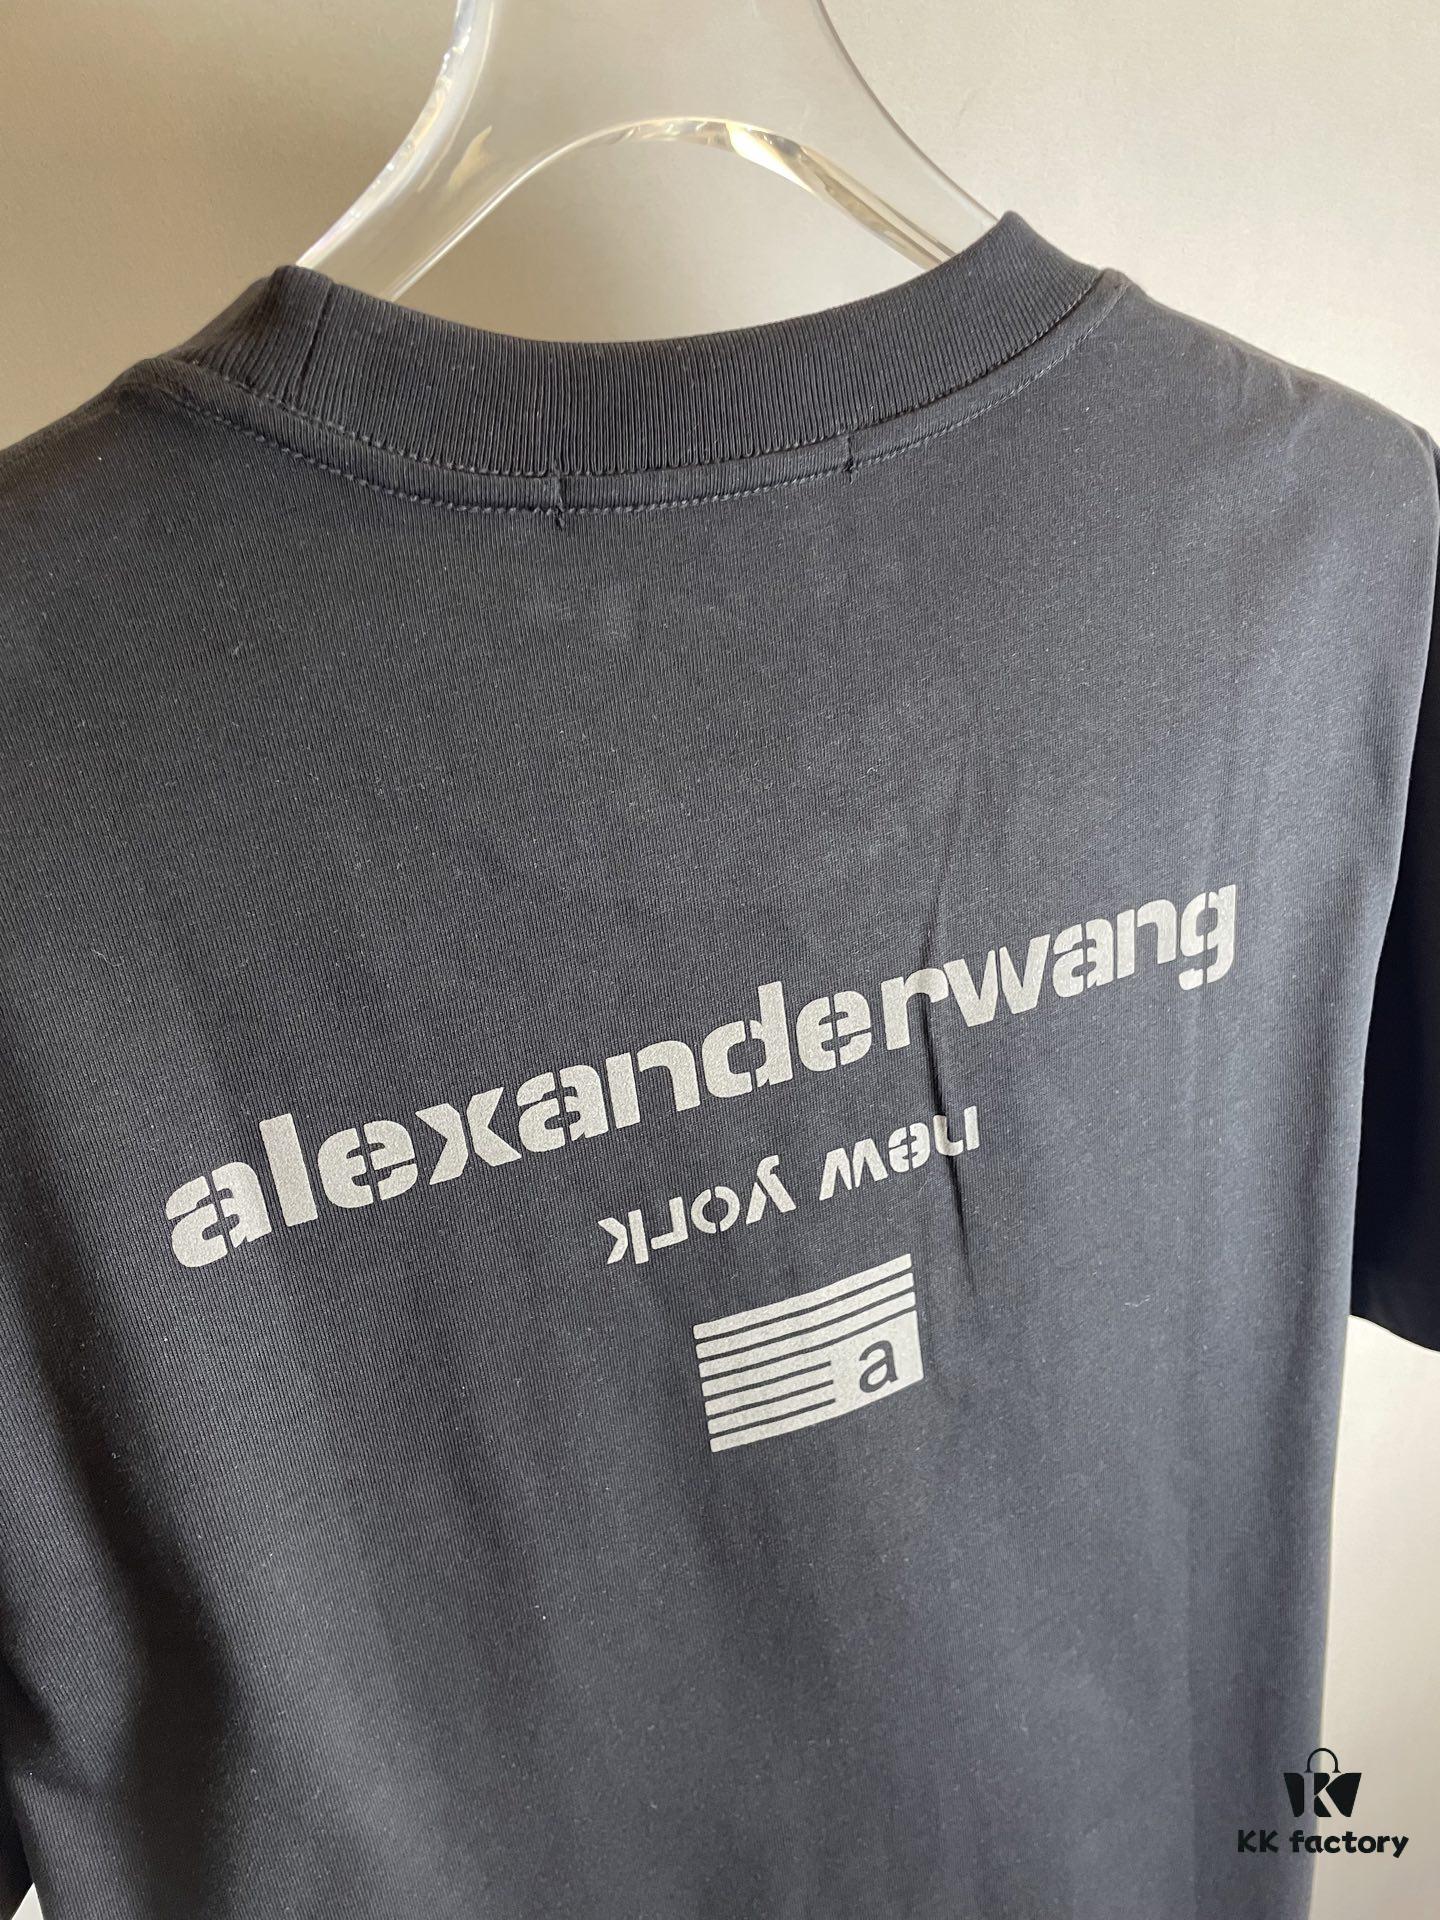 alexanderwang
new york
a
KK factory